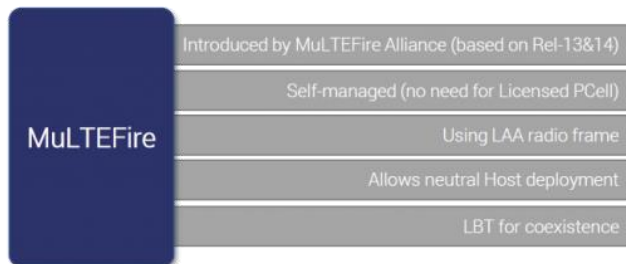 MuLTEFire
Introduced by MuLTEFire Alliance (based on Rel-13&14)
Self-managed (no need for Licensed PCell)
Using LAA radio frame
Allows neutral Host deployment
LBT for coexistence